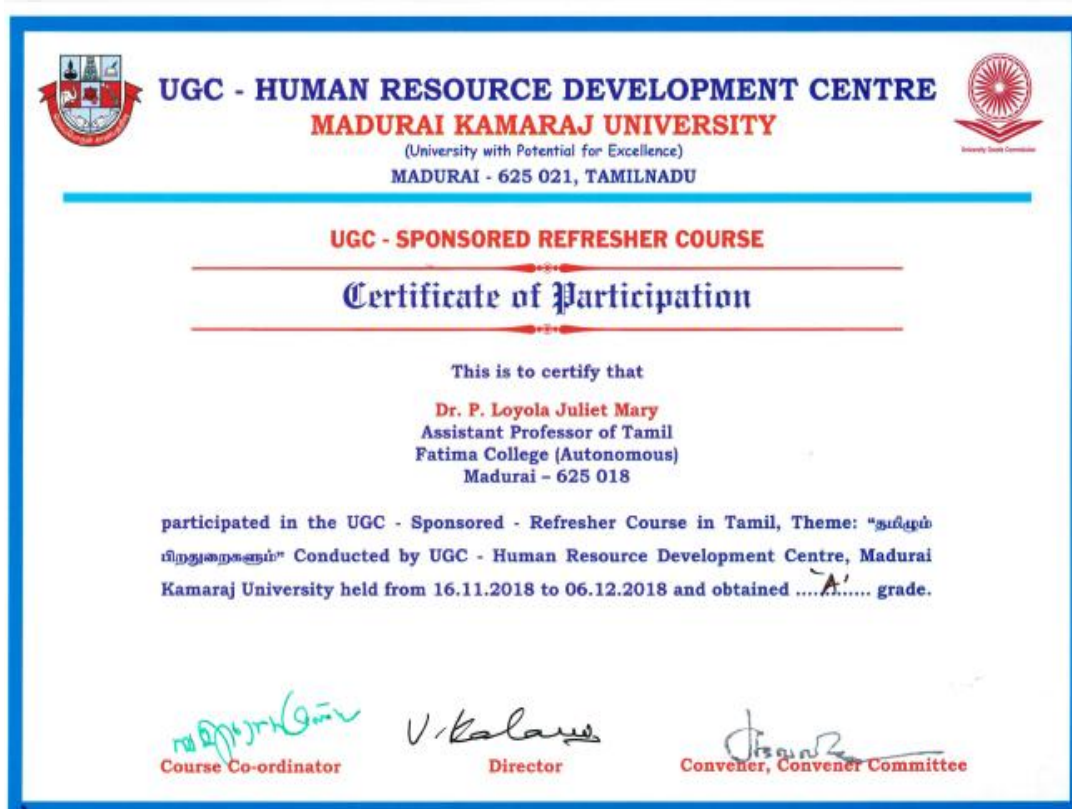 UGC - HUMAN RESOURCE DEVELOPMENT CENTRE
MADURAI KAMARAJ UNIVERSITY
(University with Potential for Excellence)
MADURAI - 625 021, TAMILNADU
University Grants Commission
UGC - SPONSORED REFRESHER COURSE
Certificate of Participation
This is to certify that
Dr. P. Loyola Juliet Mary
Assistant Professor of Tamil
Fatima College (Autonomous)
Madurai – 625 018
participated in the UGC - Sponsored - Refresher Course in Tamil, Theme: “தமிழும்
பிறதுறைகளும்” Conducted by UGC - Human Resource Development Centre, Madurai
Kamaraj University held from 16.11.2018 to 06.12.2018 and obtained .....'A'...... grade.
Course Co-ordinator
Director
Convener, Convener Committee